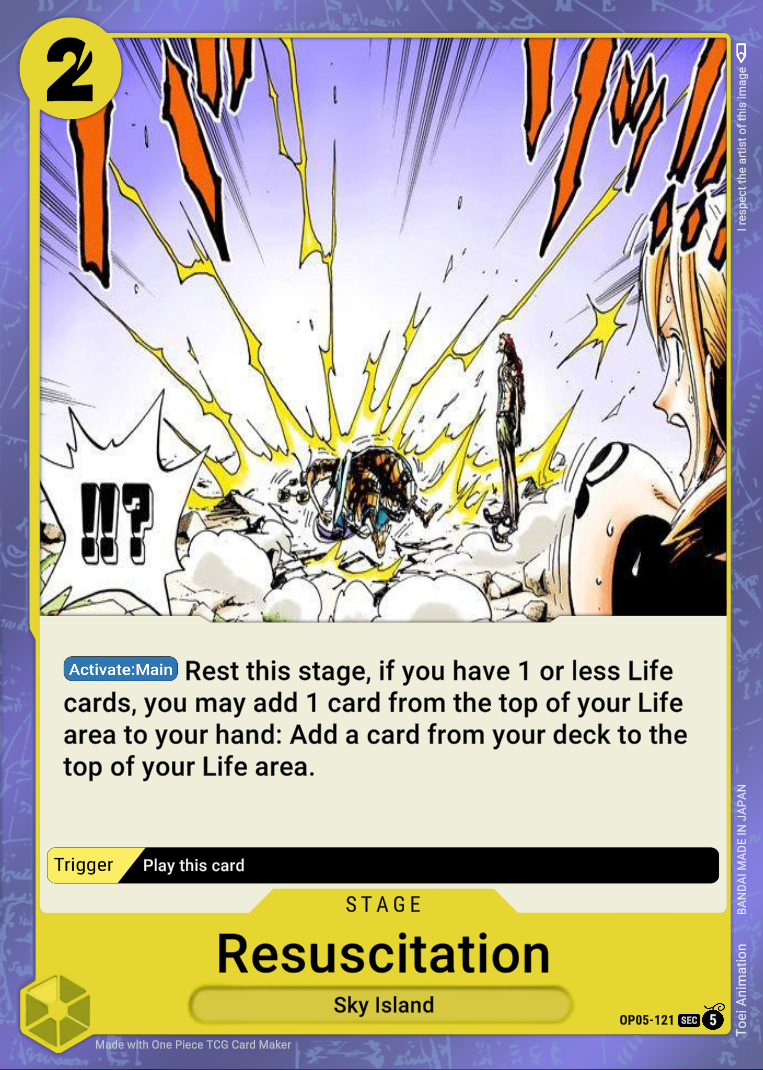 2
I respect the artist of this image
!!?
Activate:Main Rest this stage, if you have 1 or less Life
cards, you may add 1 card from the top of your Life
area to your hand: Add a card from your deck to the
top of your Life area.
Trigger Play this card
STAGE
Resuscitation
Sky Island
OP05-121 SEC 5
BANDAI MADE IN JAPAN
Toei Animation
Made with One Piece TCG Card Maker